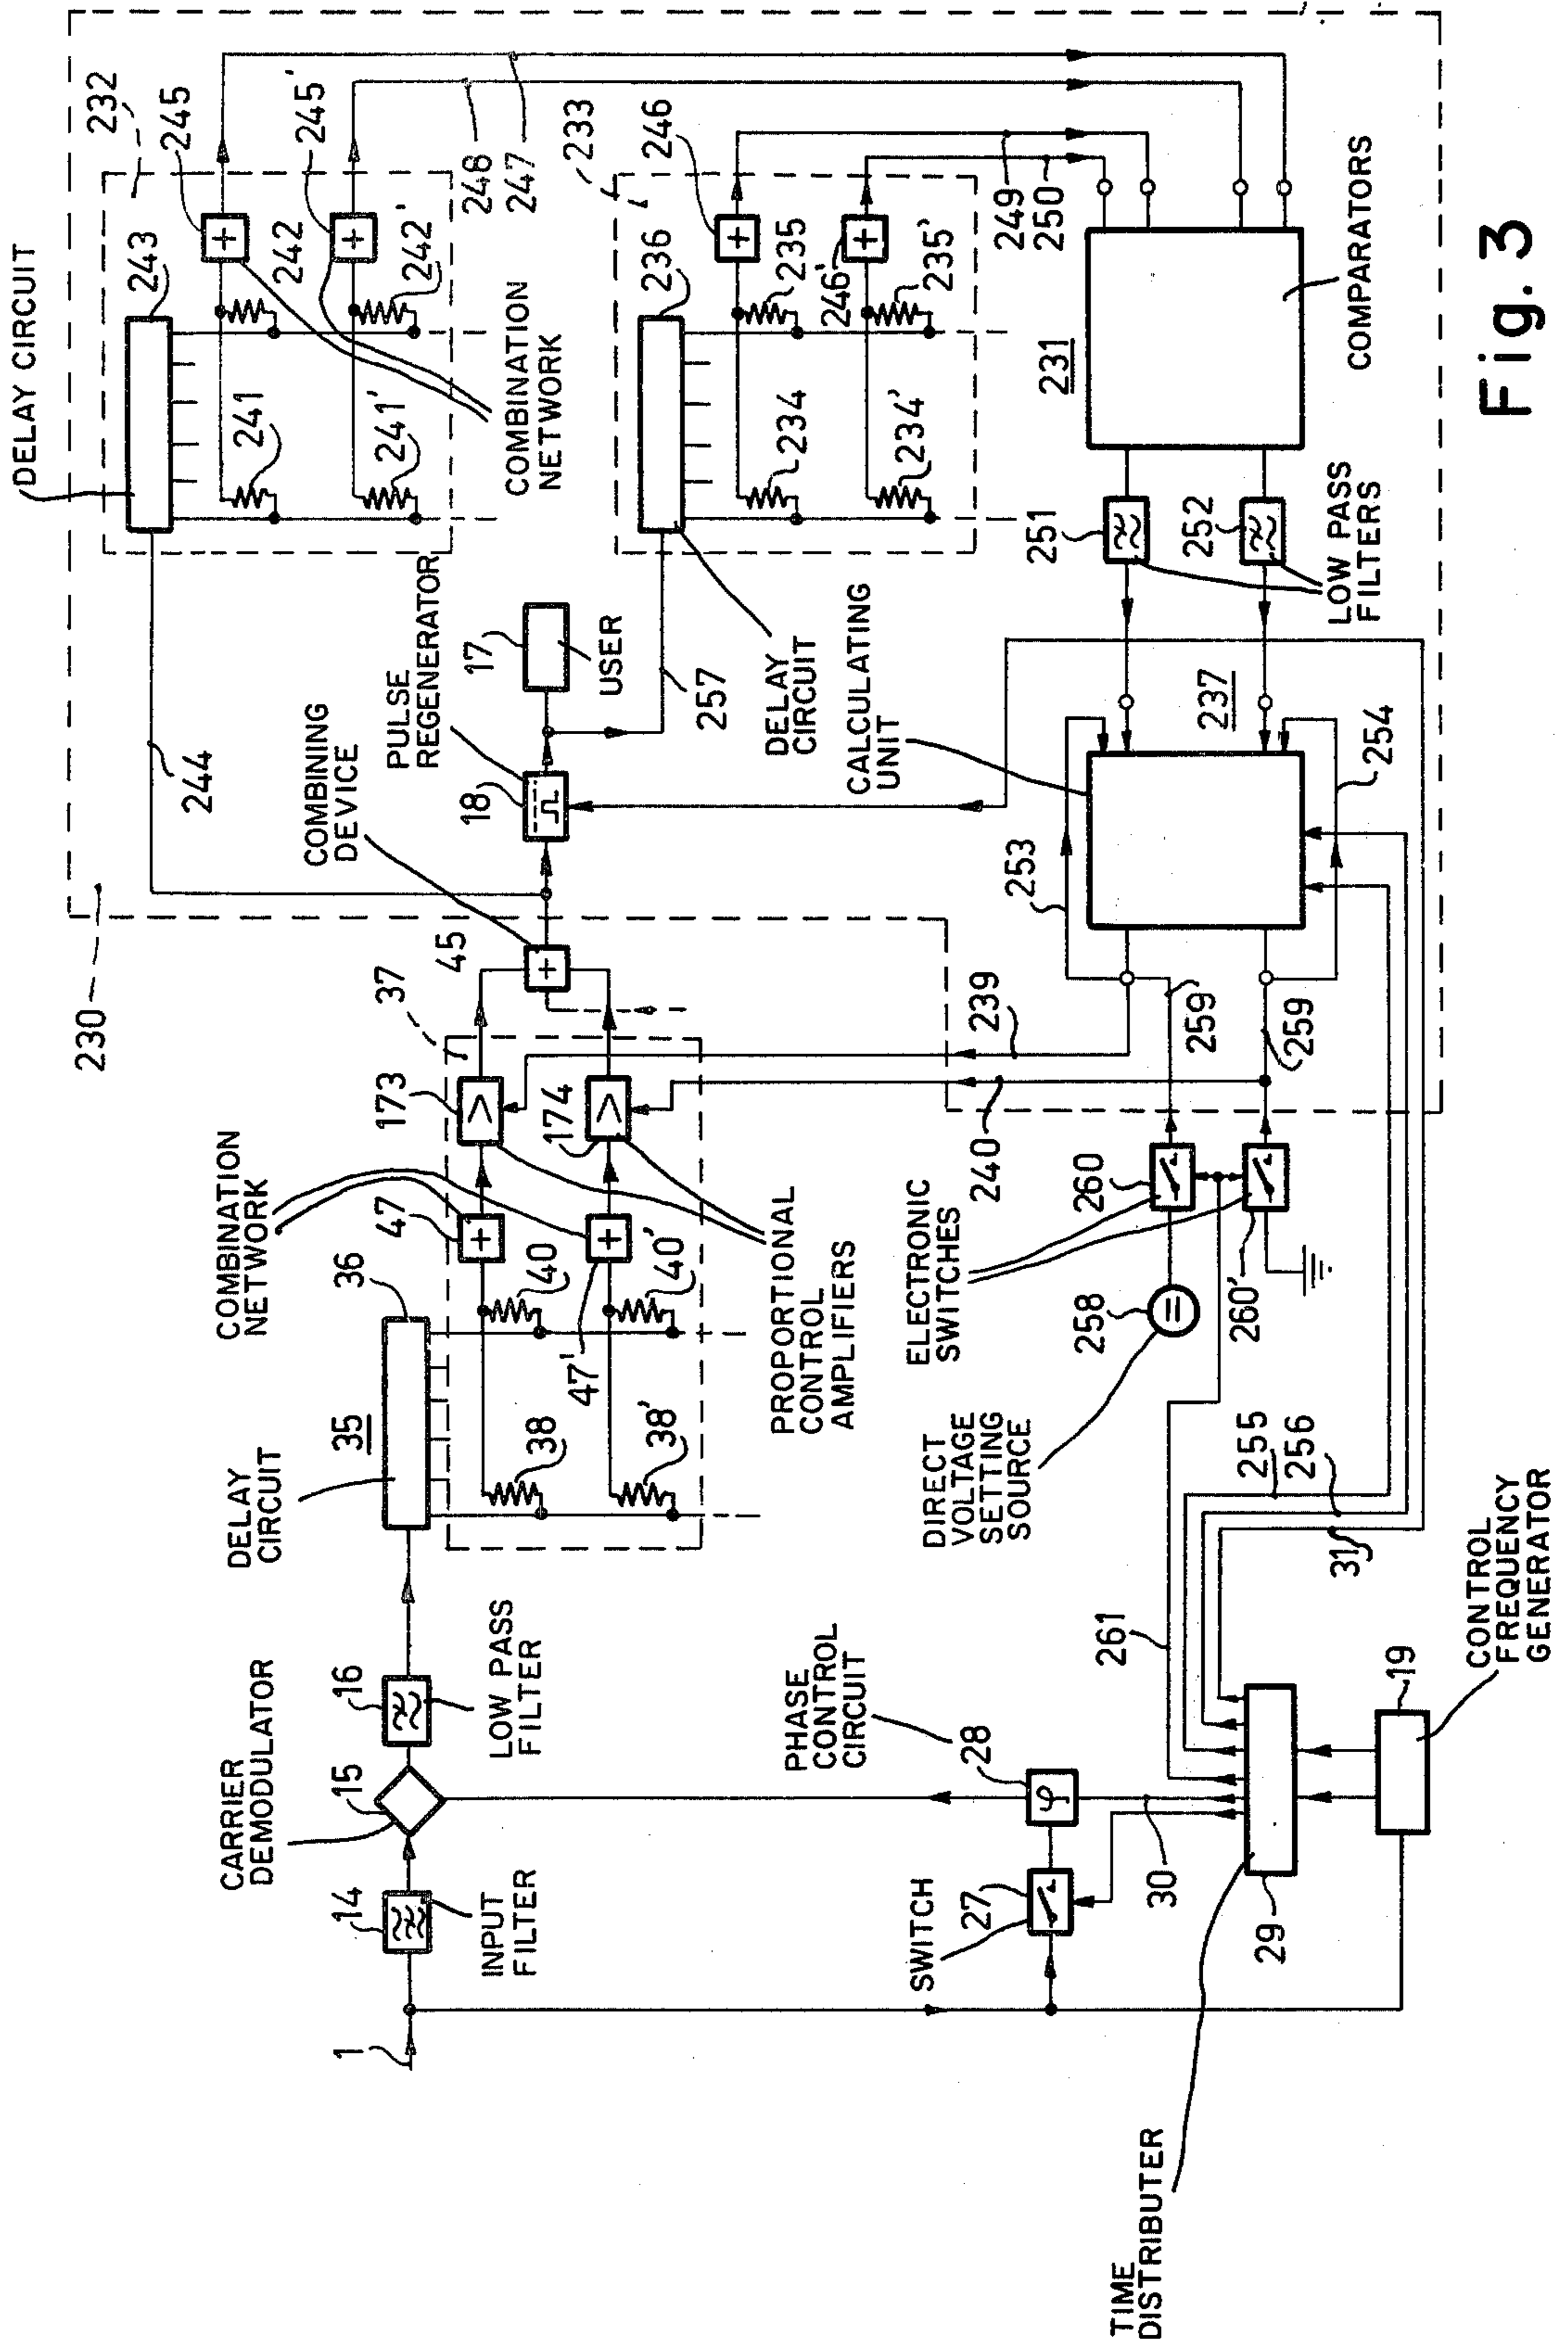 DELAY CIRCUIT
243
241
241'
245
242
245'
242'
232
COMBINATION
NETWORK
248
247
244
230
COMBINING
DEVICE
PULSE
REGENERATOR
18
17
USER
257
DELAY
CIRCUIT
236
234
234'
246
235
246'
235'
233
249
250
CALCULATING
UNIT
253
237
254
251
252
LOW PASS
FILTERS
231
COMPARATORS
Fig. 3
1
14
INPUT
FILTER
CARRIER
DEMODULATOR
15
16
LOW PASS
FILTER
DELAY
CIRCUIT
35
36
38
38'
40
40'
COMBINATION
NETWORK
47
47'
173
174
37
45
PROPORTIONAL
CONTROL
AMPLIFIERS
239
240
259
259
ELECTRONIC
SWITCHES
260
260'
258
DIRECT
VOLTAGE
SETTING
SOURCE
255
256
31
261
PHASE
CONTROL
CIRCUIT
28
SWITCH
27
30
29
19
CONTROL
FREQUENCY
GENERATOR
TIME
DISTRIBUTER